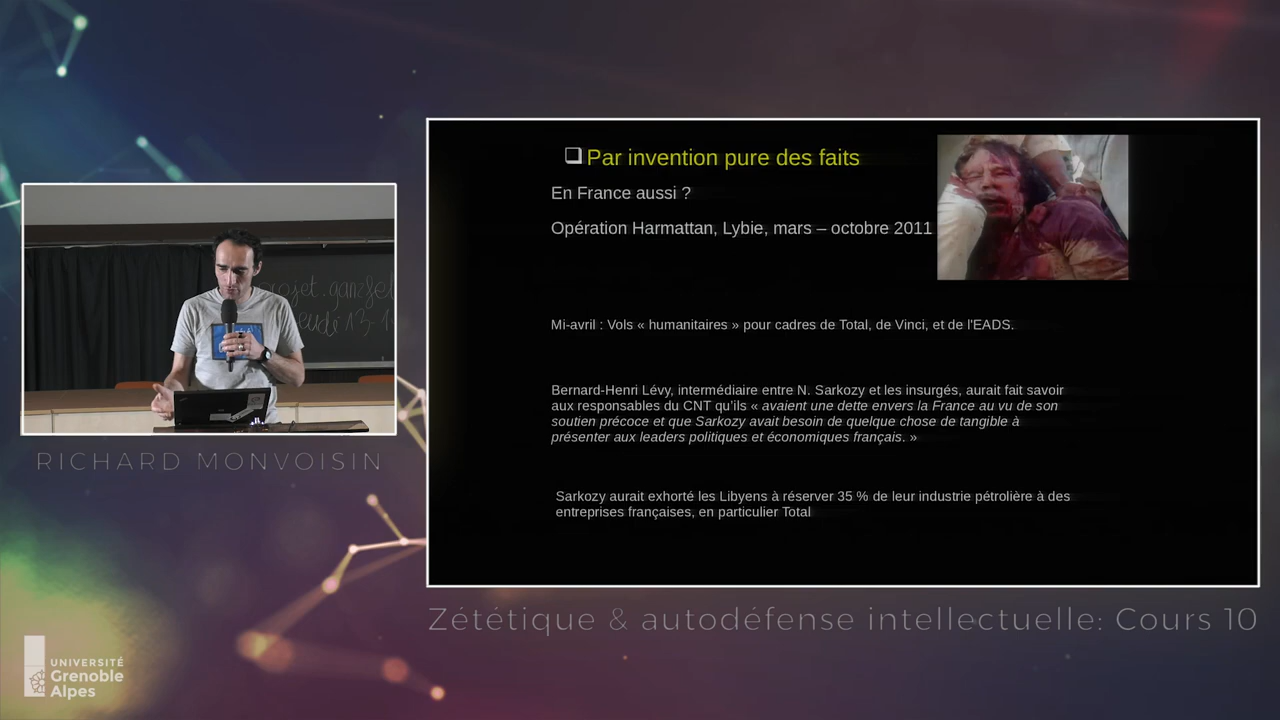 Par invention pure des faits
En France aussi ?
Opération Harmattan, Lybie, mars – octobre 2011
Mi-avril : Vols « humanitaires » pour cadres de Total, de Vinci, et de l'EADS.
Bernard-Henri Lévy, intermédiaire entre N. Sarkozy et les insurgés, aurait fait savoir
aux responsables du CNT qu'ils « avaient une dette envers la France au vu de son
soutien précoce et que Sarkozy avait besoin de quelque chose de tangible à
présenter aux leaders politiques et économiques français. »
Sarkozy aurait exhorté les Libyens à réserver 35 % de leur industrie pétrolière à des
entreprises françaises, en particulier Total
RICHARD MONVOISIN
Zététique & autodéfense intellectuelle: Cours 10
UNIVERSITÉ
Grenoble
Alpes